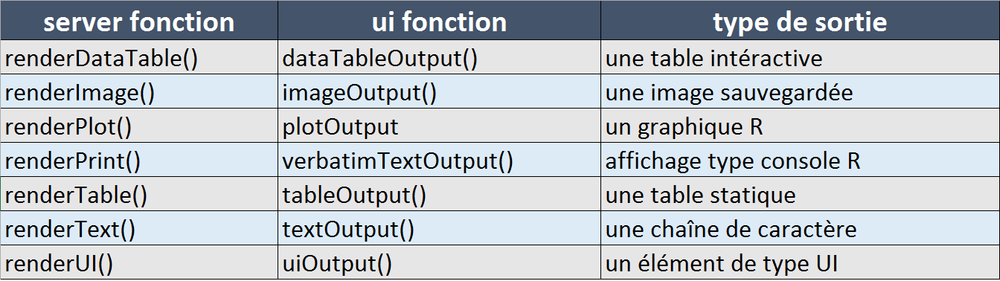 server fonction ui fonction type de sortie
renderDataTable() dataTableOutput() une table intéractive
renderImage() imageOutput() une image sauvegardée
renderPlot() plotOutput un graphique R
renderPrint() verbatimTextOutput() affichage type console R
renderTable() tableOutput() une table statique
renderText() textOutput() une chaîne de caractère
renderUI() uiOutput() un élément de type UI